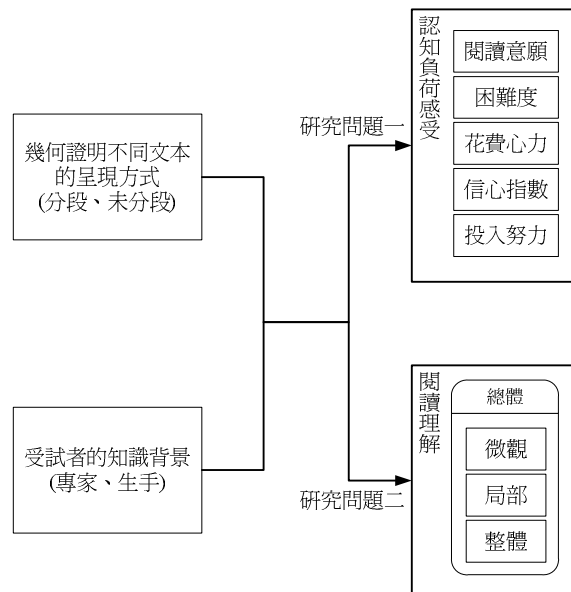 幾何證明不同文本
的呈現方式
(分段、未分段)
受試者的知識背景
(專家、生手)
研究問題一
研究問題二
認知負荷感受
閱讀意願
困難度
花費心力
信心指數
投入努力
閱讀理解
總體
微觀
局部
整體